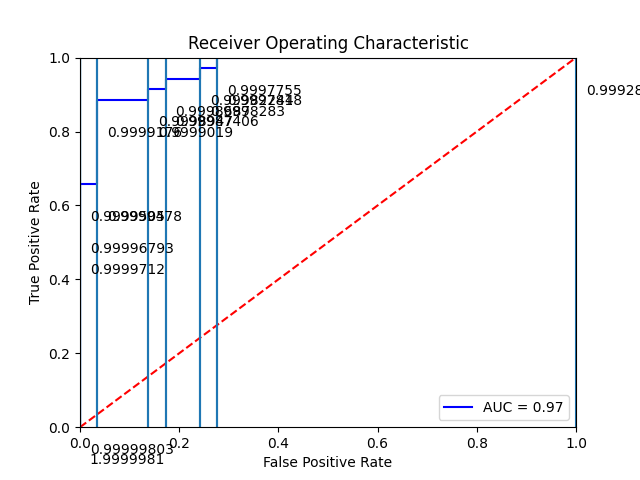 Receiver Operating Characteristic
True Positive Rate
1.0
0.8
0.6
0.4
0.2
0.0
0.9997755
0.99928
0.9999176
0.9999019
0.99996793
0.9999712
AUC = 0.97
0.0 0.2 0.4 0.6 0.8 1.0
0.99999803
1.9999981
False Positive Rate